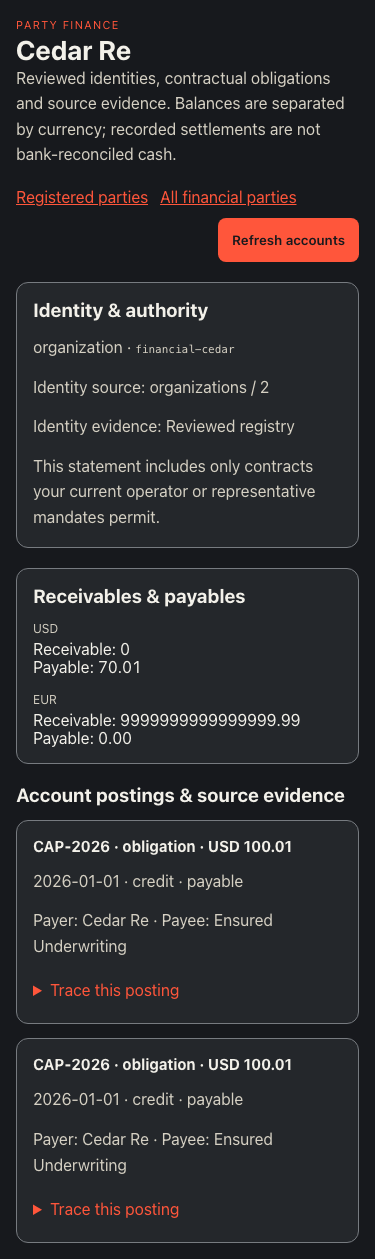 PARTY FINANCE
Cedar Re
Reviewed identities, contractual obligations
and source evidence. Balances are separated
by currency; recorded settlements are not
bank-reconciled cash.
Registered parties All financial parties
Refresh accounts
Identity & authority
organization · financial-cedar
Identity source: organizations / 2
Identity evidence: Reviewed registry
This statement includes only contracts
your current operator or representative
mandates permit.
Receivables & payables
USD
Receivable: 0
Payable: 70.01
EUR
Receivable: 9999999999999999.99
Payable: 0.00
Account postings & source evidence
CAP-2026 · obligation · USD 100.01
2026-01-01 · credit · payable
Payer: Cedar Re · Payee: Ensured
Underwriting
▶ Trace this posting
CAP-2026 · obligation · USD 100.01
2026-01-01 · credit · payable
Payer: Cedar Re · Payee: Ensured
Underwriting
▶ Trace this posting